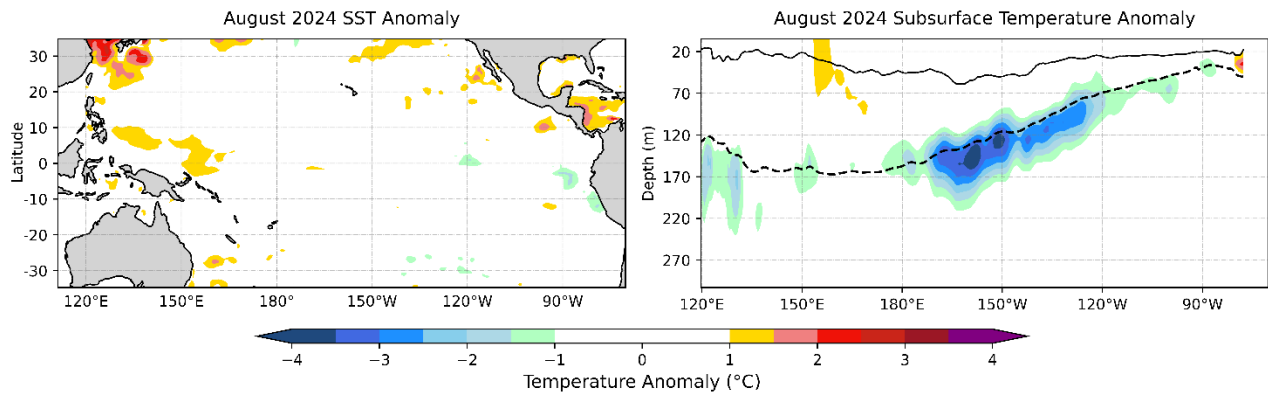 August 2024 SST Anomaly
August 2024 Subsurface Temperature Anomaly
Latitude
30
20
10
0
-10
-20
-30
120°E 150°E 180° 150°W 120°W 90°W
Depth (m)
20
70
120
170
220
270
120°E 150°E 180°W 150°W 120°W 90°W
−4 −3 −2 −1 0 1 2 3 4
Temperature Anomaly (°C)